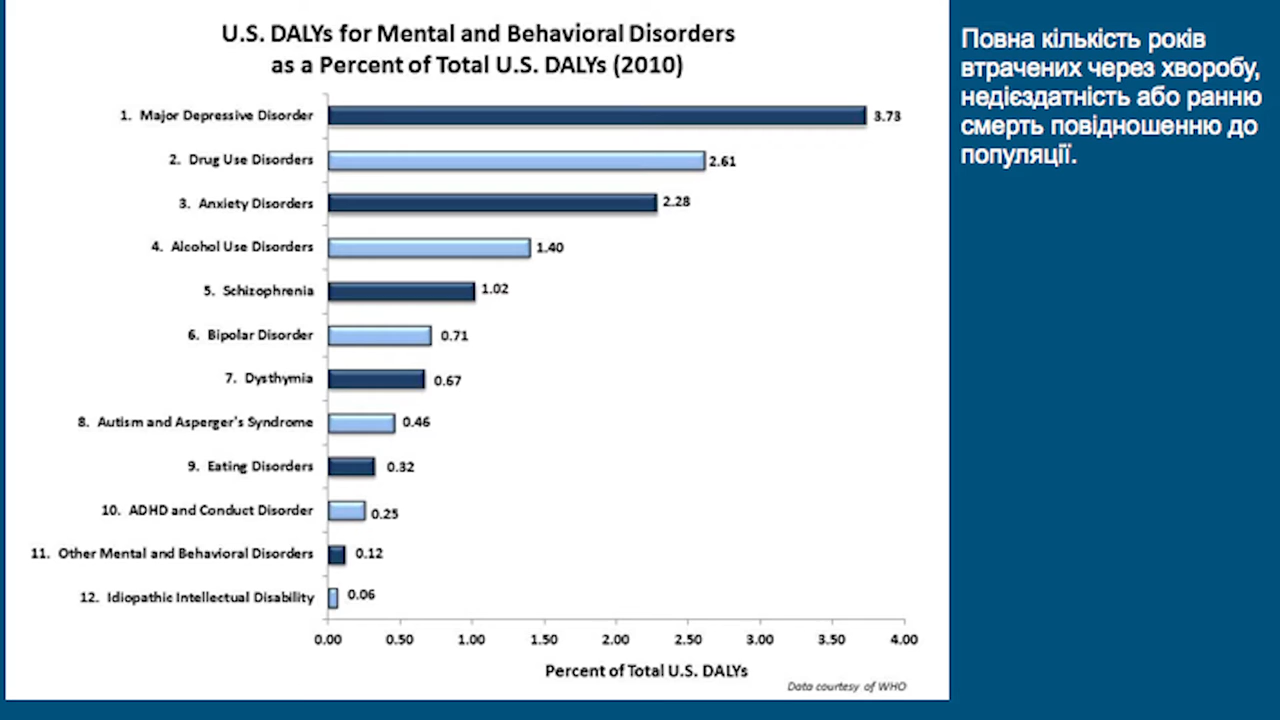 U.S. DALYs for Mental and Behavioral Disorders
as a Percent of Total U.S. DALYs (2010)
1. Major Depressive Disorder 3.73
2. Drug Use Disorders 2.61
3. Anxiety Disorders 2.28
4. Alcohol Use Disorders 1.40
5. Schizophrenia 1.02
6. Bipolar Disorder 0.71
7. Dysthymia 0.67
8. Autism and Asperger's Syndrome 0.46
9. Eating Disorders 0.32
10. ADHD and Conduct Disorder 0.25
11. Other Mental and Behavioral Disorders 0.12
12. Idiopathic Intellectual Disability 0.06
0.00 0.50 1.00 1.50 2.00 2.50 3.00 3.50 4.00
Percent of Total U.S. DALYs
Data courtesy of WHO
Повна кількість років
втрачених через хворобу,
недієздатність або ранню
смерть повідношенню до
популяції.